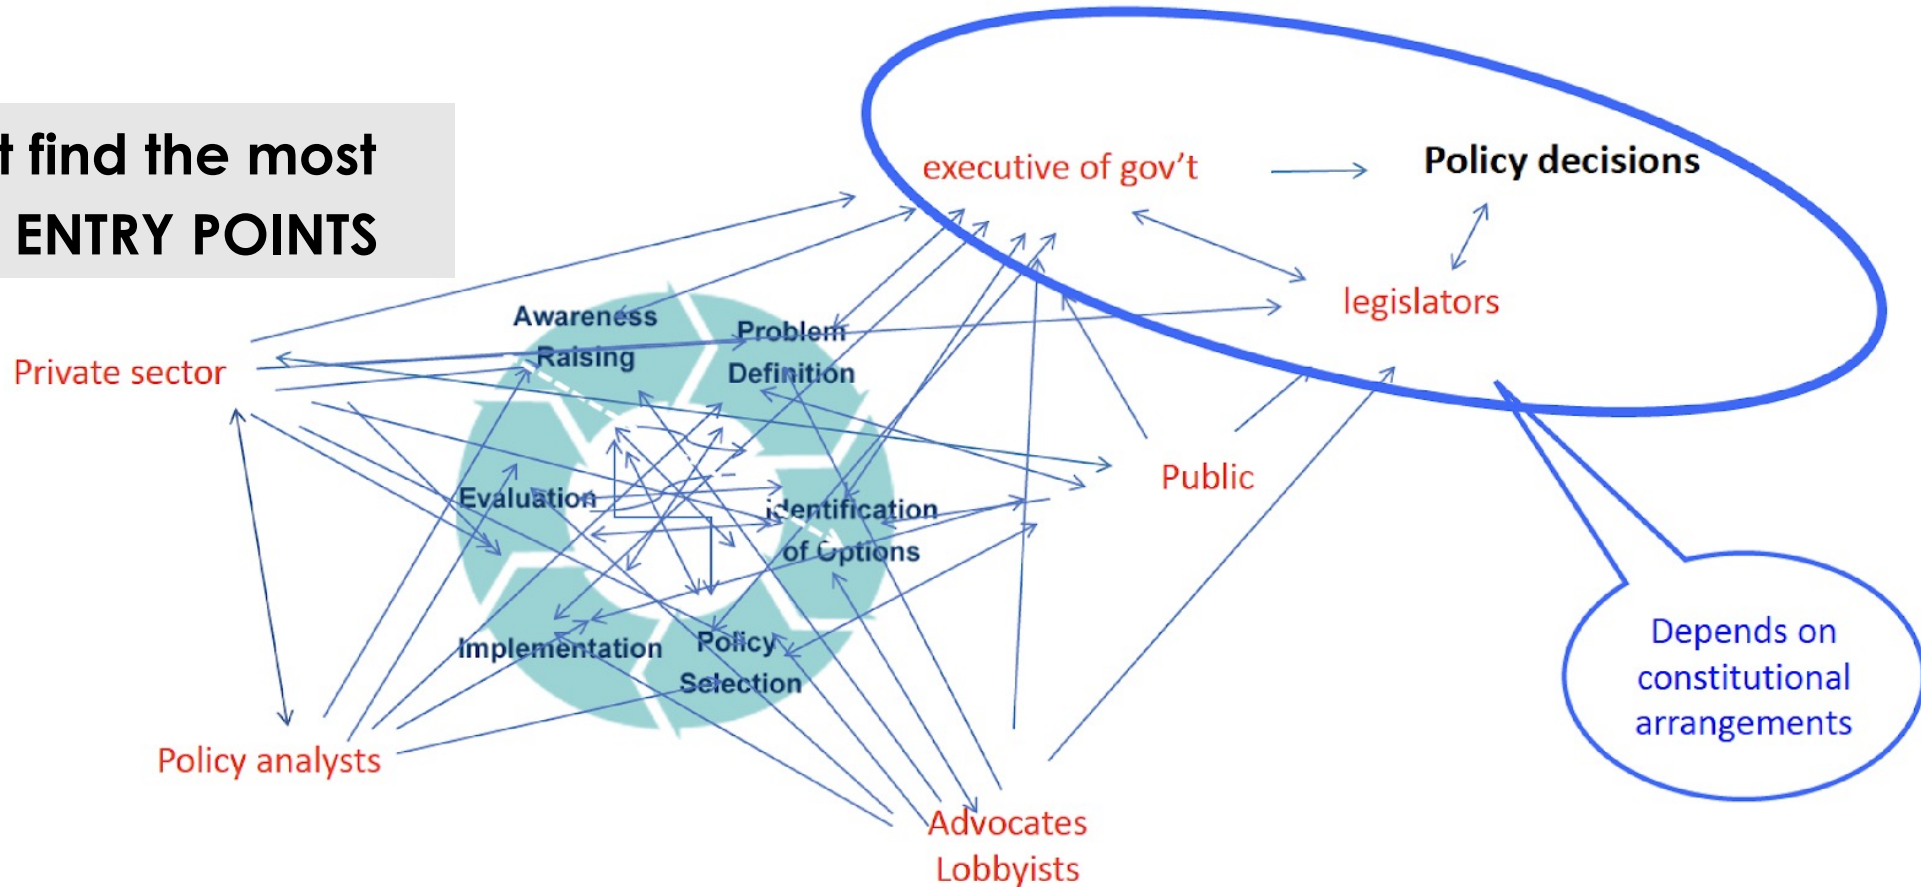 t find the most
ENTRY POINTS
executive of gov't
Policy decisions
legislators
Awareness
Raising
Problem
Definition
Private sector
Public
Evaluation
identification
of Options
Implementation
Policy
Selection
Policy analysts
Advocates
Lobbyists
Depends on
constitutional
arrangements